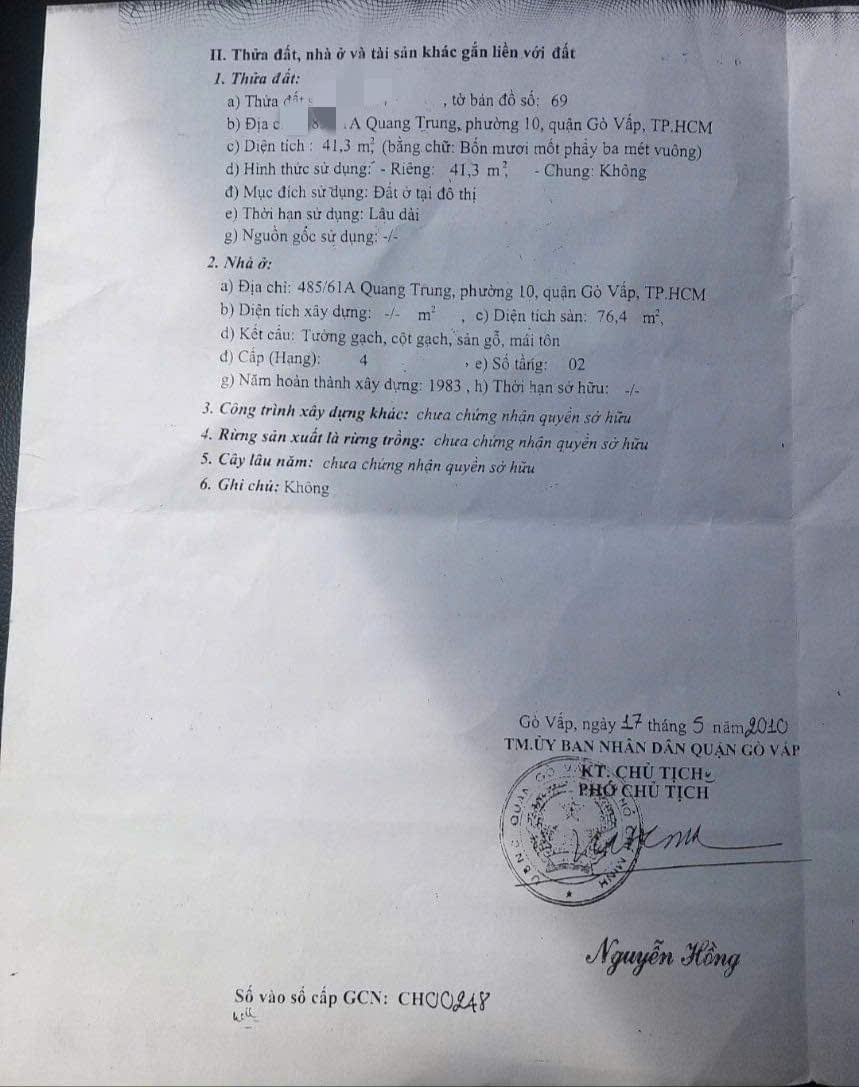 II. Thửa đất, nhà ở và tài sản khác gắn liền với đất
1. Thửa đất:
a) Thửa , tờ bản đồ số: 69
b) Địa A Quang Trung, phường 10, quận Gò Vấp, TP.HCM
c) Diện tích : 41,3 m², (bằng chữ: Bốn mươi mốt phẩy ba mét vuông)
d) Hình thức sử dụng: - Riêng: 41,3 m², - Chung: Không
đ) Mục đích sử dụng: Đất ở tại đô thị
e) Thời hạn sử dụng: Lâu dài
g) Nguồn gốc sử dụng: -/-
2. Nhà ở:
a) Địa chỉ: 485/61A Quang Trung, phường 10, quận Gò Vấp, TP.HCM
b) Diện tích xây dựng: -/- m² , c) Diện tích sàn: 76,4 m²,
d) Kết cấu: Tường gạch, cột gạch, sàn gỗ, mái tôn
đ) Cấp (Hạng): 4 , e) Số tầng: 02
g) Năm hoàn thành xây dựng: 1983 , h) Thời hạn sở hữu: -/-
3. Công trình xây dựng khác: chưa chứng nhận quyền sở hữu
4. Rừng sản xuất là rừng trồng: chưa chứng nhận quyền sở hữu
5. Cây lâu năm: chưa chứng nhận quyền sở hữu
6. Ghi chú: Không
Gò Vấp, ngày 17 tháng 5 năm 2010
TM.ỦY BAN NHÂN DÂN QUẬN GÒ VẤP
KT. CHỦ TỊCH
PHÓ CHỦ TỊCH
Nguyễn Hồng
Số vào sổ cấp GCN: CH00248